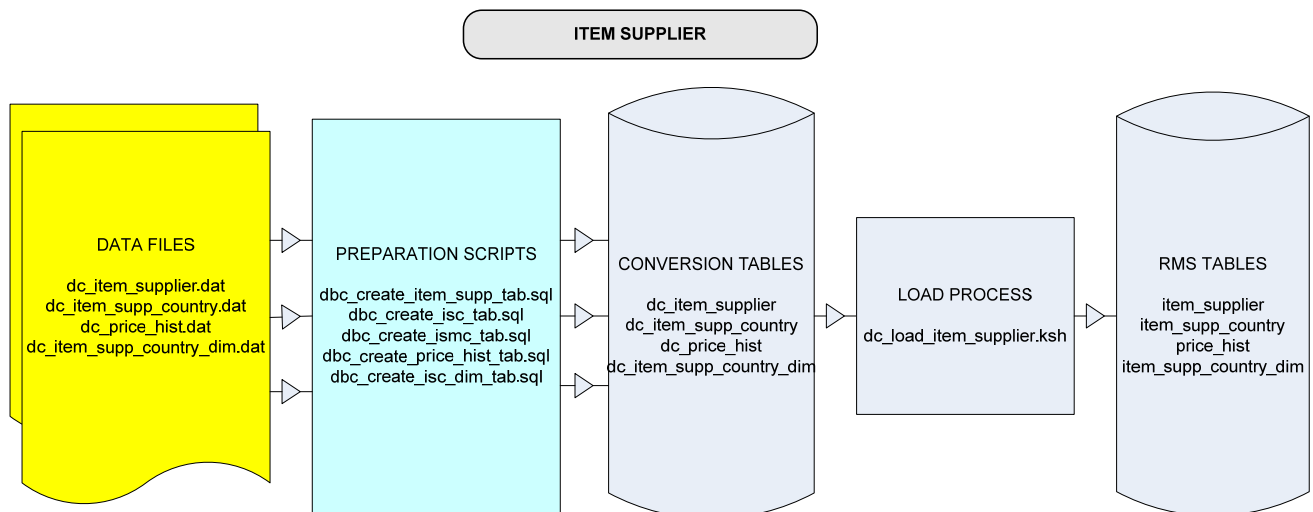 ITEM SUPPLIER
DATA FILES
dc_item_supplier.dat
dc_item_supp_country.dat
dc_price_hist.dat
dc_item_supp_country_dim.dat
PREPARATION SCRIPTS
dbc_create_item_supp_tab.sql
dbc_create_isc_tab.sql
dbc_create_ismc_tab.sql
dbc_create_price_hist_tab.sql
dbc_create_isc_dim_tab.sql
CONVERSION TABLES
dc_item_supplier
dc_item_supp_country
dc_price_hist
dc_item_supp_country_dim
LOAD PROCESS
dc_load_item_supplier.ksh
RMS TABLES
item_supplier
item_supp_country
price_hist
item_supp_country_dim